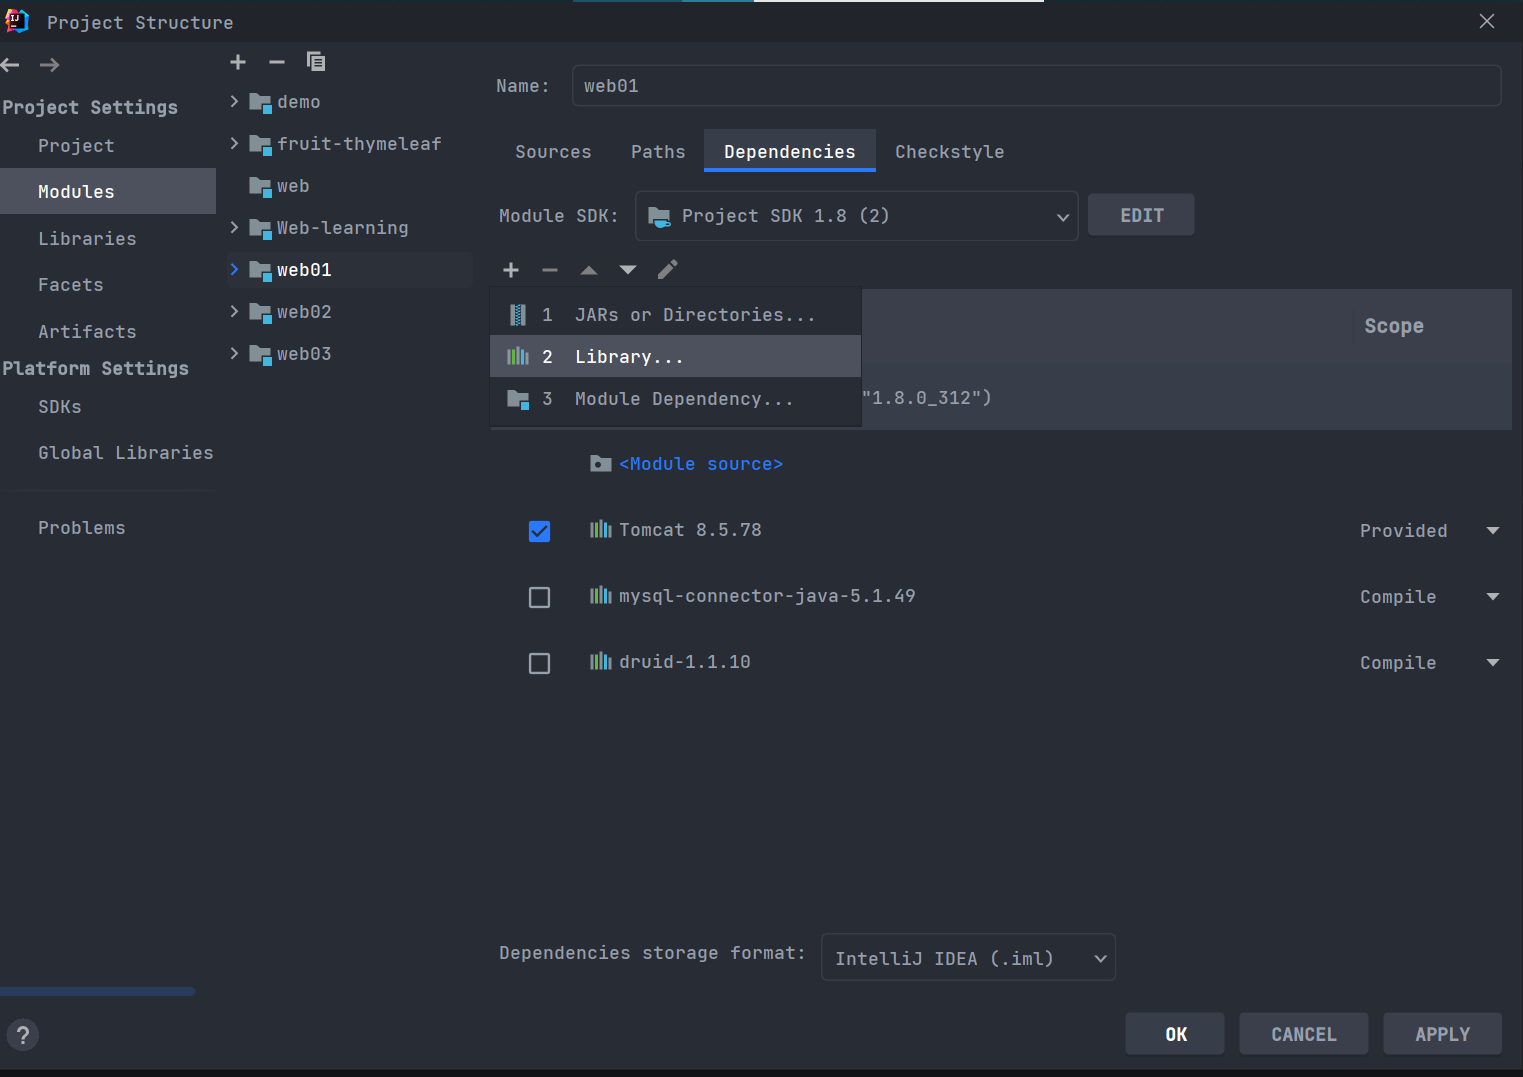 Project Structure
Project Settings
Project
Modules
Libraries
Facets
Artifacts
Platform Settings
SDKs
Global Libraries
Problems
demo
fruit-thymeleaf
web
Web-learning
web01
web02
web03
Name: web01
Sources Paths Dependencies Checkstyle
Module SDK: Project SDK 1.8 (2) EDIT
1 JARs or Directories...
2 Library...
3 Module Dependency...
Scope
"1.8.0_312")
<Module source>
Tomcat 8.5.78 Provided
mysql-connector-java-5.1.49 Compile
druid-1.1.10 Compile
Dependencies storage format: IntelliJ IDEA (.iml)
? OK CANCEL APPLY